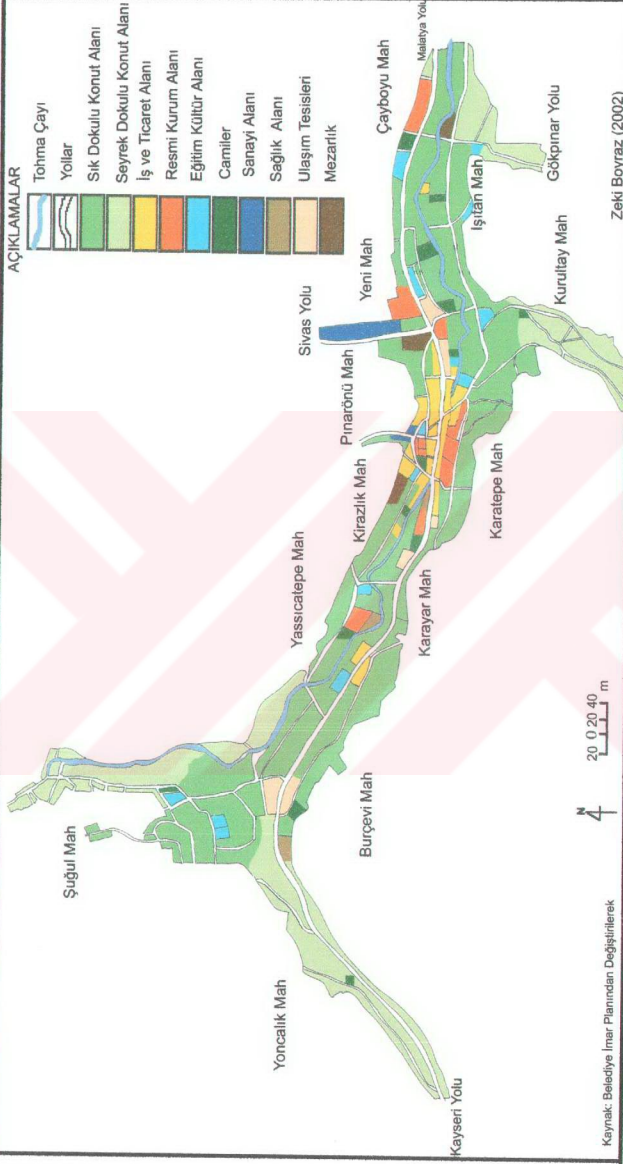 AÇIKLAMALAR
Tohma Çayı
Yollar
Sık Dokulu Konut Alanı
Seyrek Dokulu Konut Alanı
İş ve Ticaret Alanı
Resmi Kurum Alanı
Eğitim Kültür Alanı
Camiler
Sanayi Alanı
Sağlık Alanı
Ulaşım Tesisleri
Mezarlık
Şuğul Mah
Yoncalık Mah
Kayseri Yolu
Burçevi Mah
Yassıcatepe Mah
Karayar Mah
Kirazlık Mah
Pınarönü Mah
Karatepe Mah
Sivas Yolu
Yeni Mah
Çayboyu Mah
Malatya Yolu
Işıtan Mah
Gökpınar Yolu
Kurultay Mah
N
20 0 20 40 m
Kaynak: Belediye İmar Planından Değiştirilerek
Zeki Boyraz (2002)